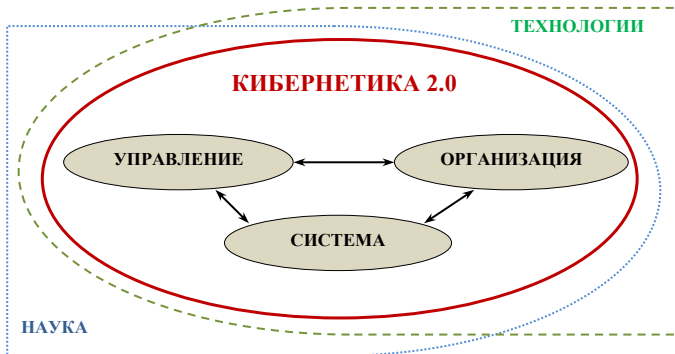 ТЕХНОЛОГИИ
КИБЕРНЕТИКА 2.0
УПРАВЛЕНИЕ
ОРГАНИЗАЦИЯ
СИСТЕМА
НАУКА